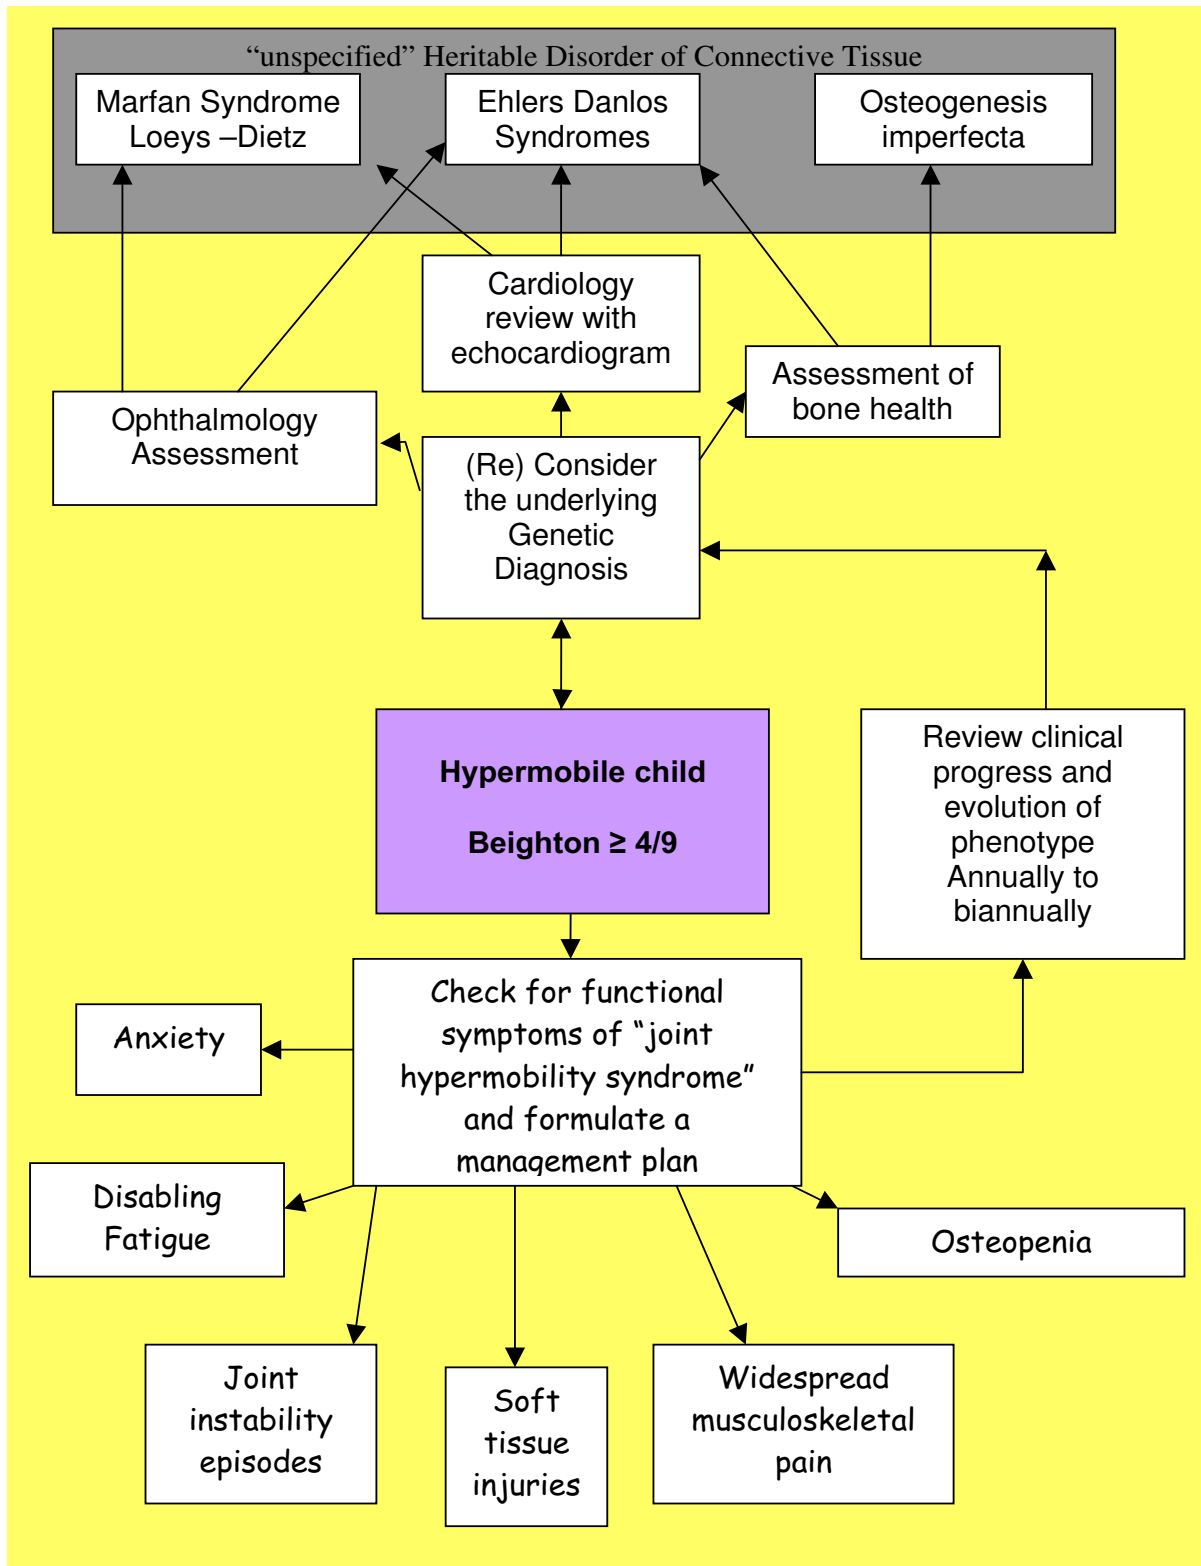 “unspecified” Heritable Disorder of Connective Tissue
Marfan Syndrome
Loeys –Dietz
Ehlers Danlos
Syndromes
Osteogenesis
imperfecta
Cardiology
review with
echocardiogram
Assessment of
bone health
Ophthalmology
Assessment
(Re) Consider
the underlying
Genetic
Diagnosis
Hypermobile child
Beighton ≥ 4/9
Review clinical
progress and
evolution of
phenotype
Annually to
biannually
Check for functional
symptoms of “joint
hypermobility syndrome”
and formulate a
management plan
Anxiety
Disabling
Fatigue
Osteopenia
Joint
instability
episodes
Soft
tissue
injuries
Widespread
musculoskeletal
pain